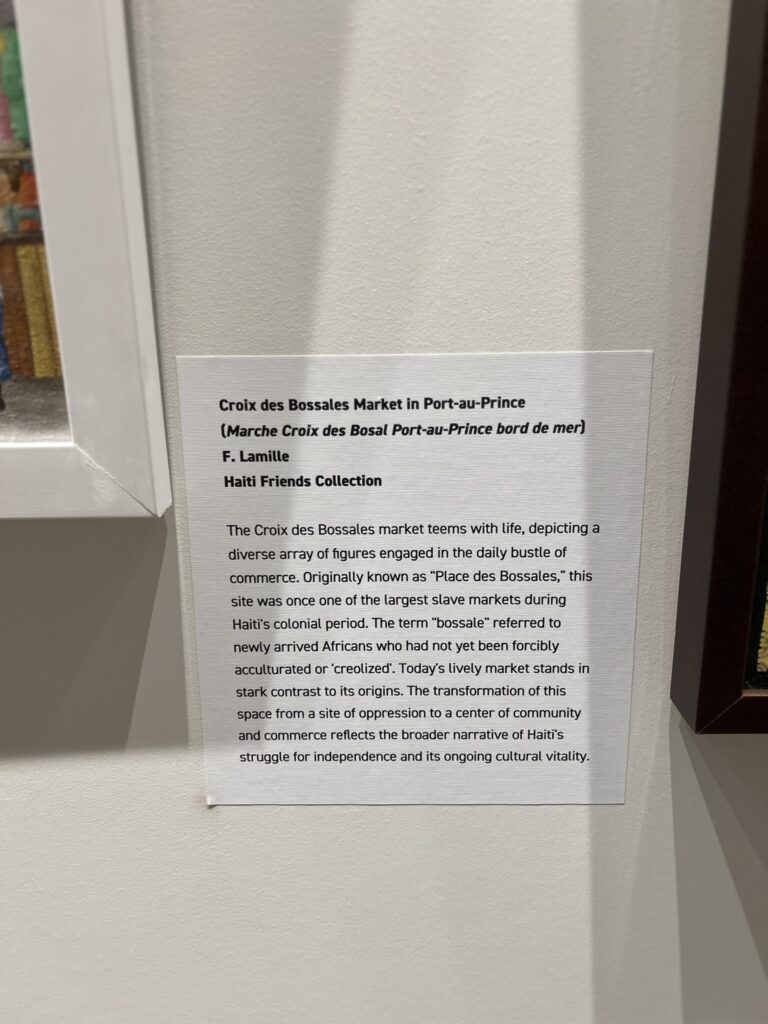 Croix des Bossales Market in Port-au-Prince
(Marche Croix des Bosal Port-au-Prince bord de mer)
F. Lamille
Haiti Friends Collection
The Croix des Bossales market teems with life, depicting a
diverse array of figures engaged in the daily bustle of
commerce. Originally known as "Place des Bossales," this
site was once one of the largest slave markets during
Haiti's colonial period. The term "bossale" referred to
newly arrived Africans who had not yet been forcibly
acculturated or 'creolized'. Today's lively market stands in
stark contrast to its origins. The transformation of this
space from a site of oppression to a center of community
and commerce reflects the broader narrative of Haiti's
struggle for independence and its ongoing cultural vitality.